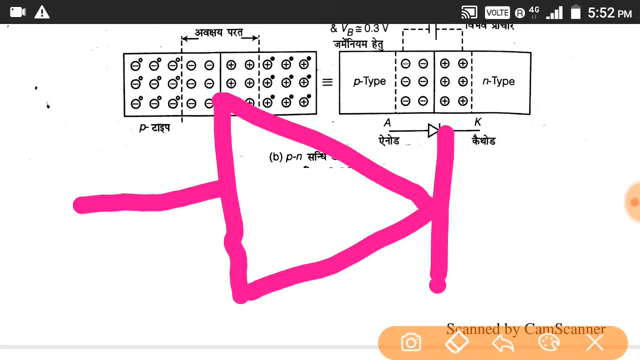 VOLTE R 4G 5:52 PM
& V_B ≅ 0.3 V
अवक्षय परत
जर्मेनियम हेतु
p-Type
n-Type
≡
p-टाइप
A K
ऐनोड कैथोड
(b) p-n सन्धि
Scanned by CamScanner